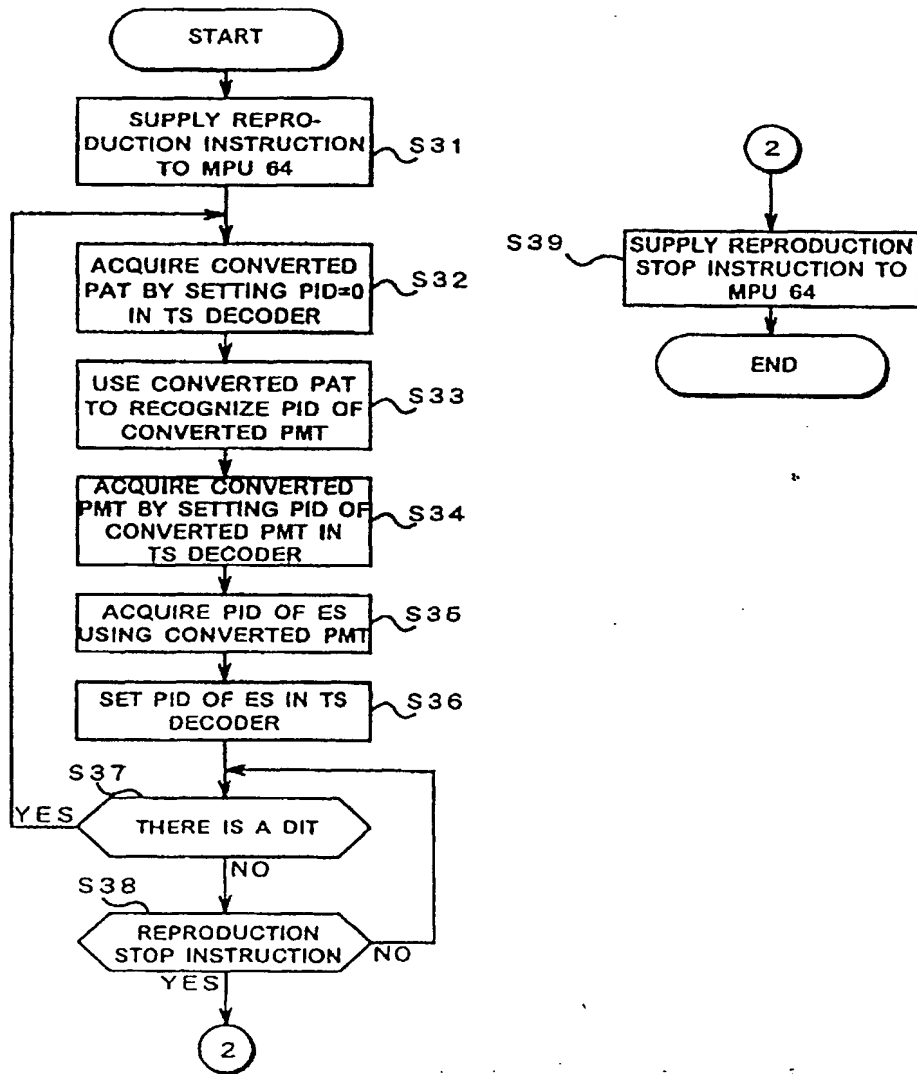 START
SUPPLY REPRO-
DUCTION INSTRUCTION
TO MPU 64
S31
ACQUIRE CONVERTED
PAT BY SETTING PID=0
IN TS DECODER
S32
USE CONVERTED PAT
TO RECOGNIZE PID OF
CONVERTED PMT
S33
ACQUIRE CONVERTED
PMT BY SETTING PID OF
CONVERTED PMT IN
TS DECODER
S34
ACQUIRE PID OF ES
USING CONVERTED PMT
S35
SET PID OF ES IN TS
DECODER
S36
S37
YES
THERE IS A DIT
NO
S38
REPRODUCTION
STOP INSTRUCTION
NO
YES
2
2
S39
SUPPLY REPRODUCTION
STOP INSTRUCTION TO
MPU 64
END